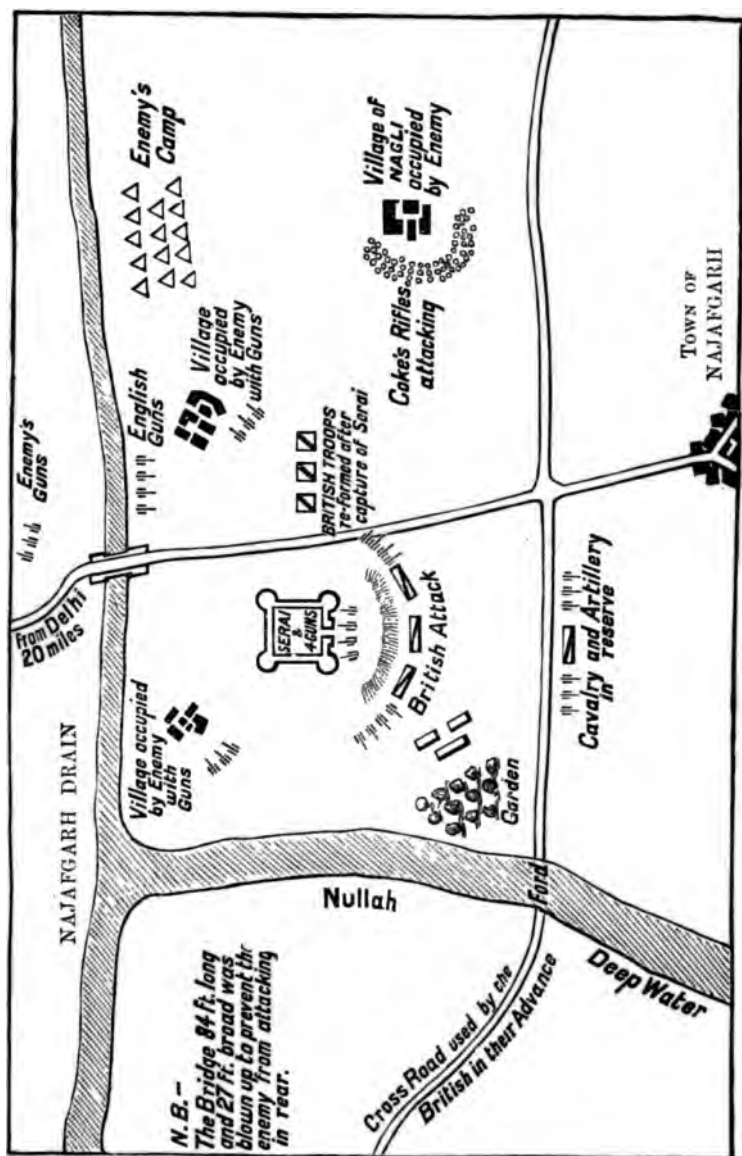 Enemy's
Guns
From Delhi
20 miles
NAJAFGARH DRAIN
Enemy's
Camp
English
Guns
Village
occupied
by Enemy
with Guns
Village occupied
by Enemy
with
Guns
SERAI
&
4 GUNS
BRITISH TROOPS
re-formed after
capture of Serai
Village of
NAGLI
occupied
by Enemy
Coke's Rifles
attacking
British Attack
Garden
Nullah
Ford
Deep Water
Cavalry and Artillery
in reserve
TOWN OF
NAJAFGARH
Cross Road used by the
British in their Advance
N.B.–
The Bridge 84 ft. long
and 27 ft. broad was
blown up to prevent the
enemy from attacking
in rear.